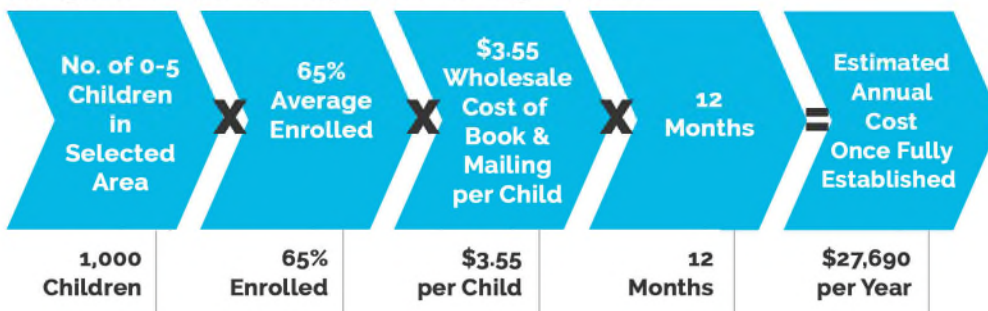 No. of 0-5
Children
in
Selected
Area
X
65%
Average
Enrolled
X
$3.55
Wholesale
Cost of
Book &
Mailing
per Child
X
12
Months
=
Estimated
Annual
Cost
Once Fully
Established
1,000
Children
65%
Enrolled
$3.55
per Child
12
Months
$27,690
per Year